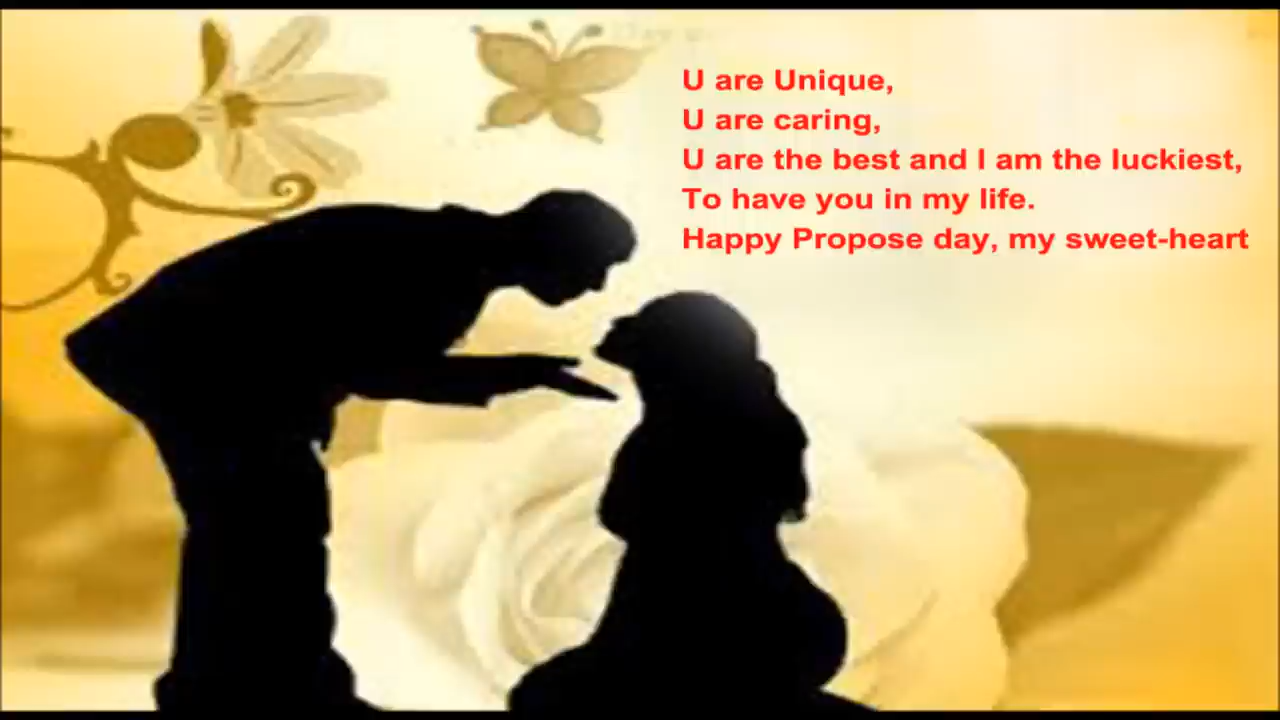 U are Unique,
U are caring,
U are the best and I am the luckiest,
To have you in my life.
Happy Propose day, my sweet-heart